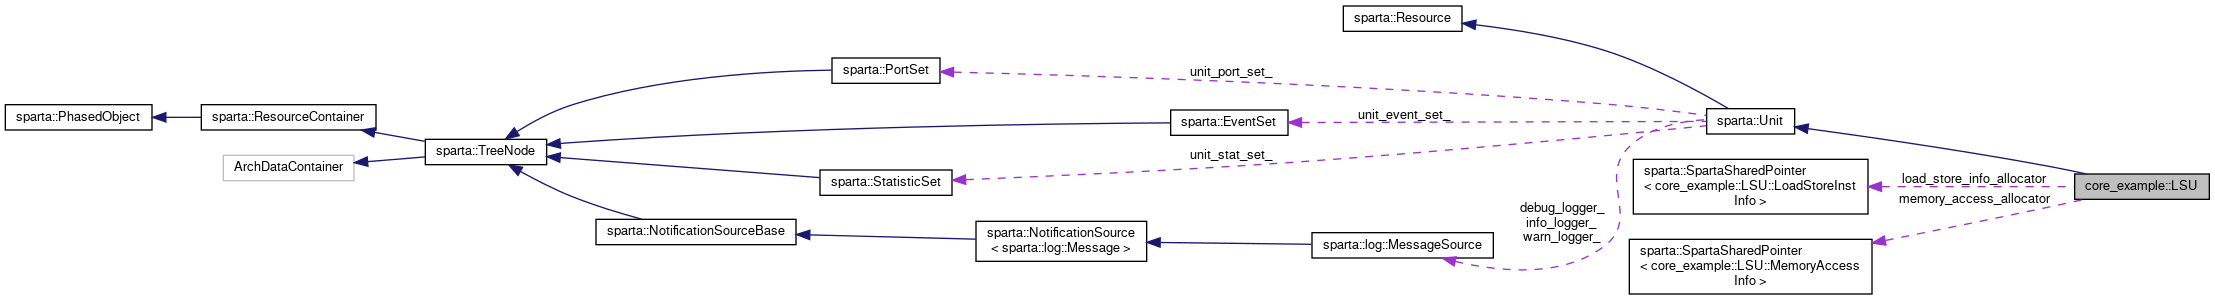 sparta::Resource
sparta::PortSet
unit_port_set_
sparta::PhasedObject
sparta::ResourceContainer
sparta::EventSet
unit_event_set_
sparta::Unit
sparta::TreeNode
ArchDataContainer
unit_stat_set_
sparta::StatisticSet
sparta::SpartaSharedPointer
< core_example::LSU::LoadStoreInst
Info >
load_store_info_allocator
core_example::LSU
memory_access_allocator
debug_logger_
info_logger_
warn_logger_
sparta::NotificationSourceBase
sparta::NotificationSource
< sparta::log::Message >
sparta::log::MessageSource
sparta::SpartaSharedPointer
< core_example::LSU::MemoryAccess
Info >